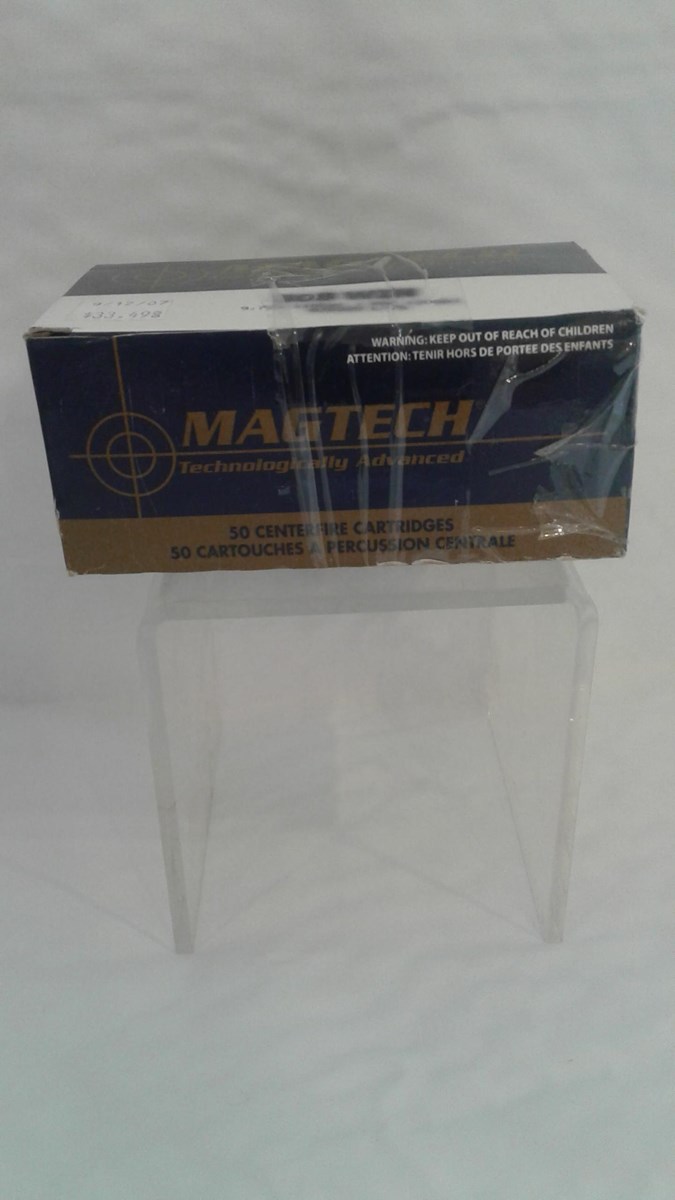 $33.49
WARNING: KEEP OUT OF REACH OF CHILDREN
ATTENTION: TENIR HORS DE PORTEE DES ENFANTS
MAGTECH
Technologically Advanced
50 CENTERFIRE CARTRIDGES
50 CARTOUCHES A PERCUSSION CENTRALE